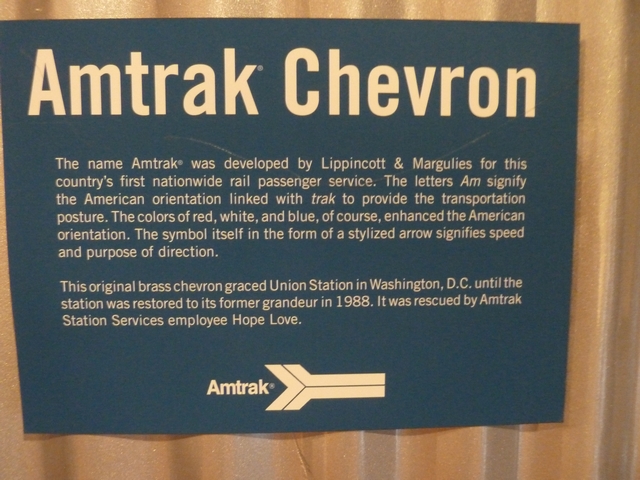 Amtrak® Chevron
The name Amtrak® was developed by Lippincott & Margulies for this
country's first nationwide rail passenger service. The letters Am signify
the American orientation linked with trak to provide the transportation
posture. The colors of red, white, and blue, of course, enhanced the American
orientation. The symbol itself in the form of a stylized arrow signifies speed
and purpose of direction.
This original brass chevron graced Union Station in Washington, D.C. until the
station was restored to its former grandeur in 1988. It was rescued by Amtrak
Station Services employee Hope Love.
Amtrak®